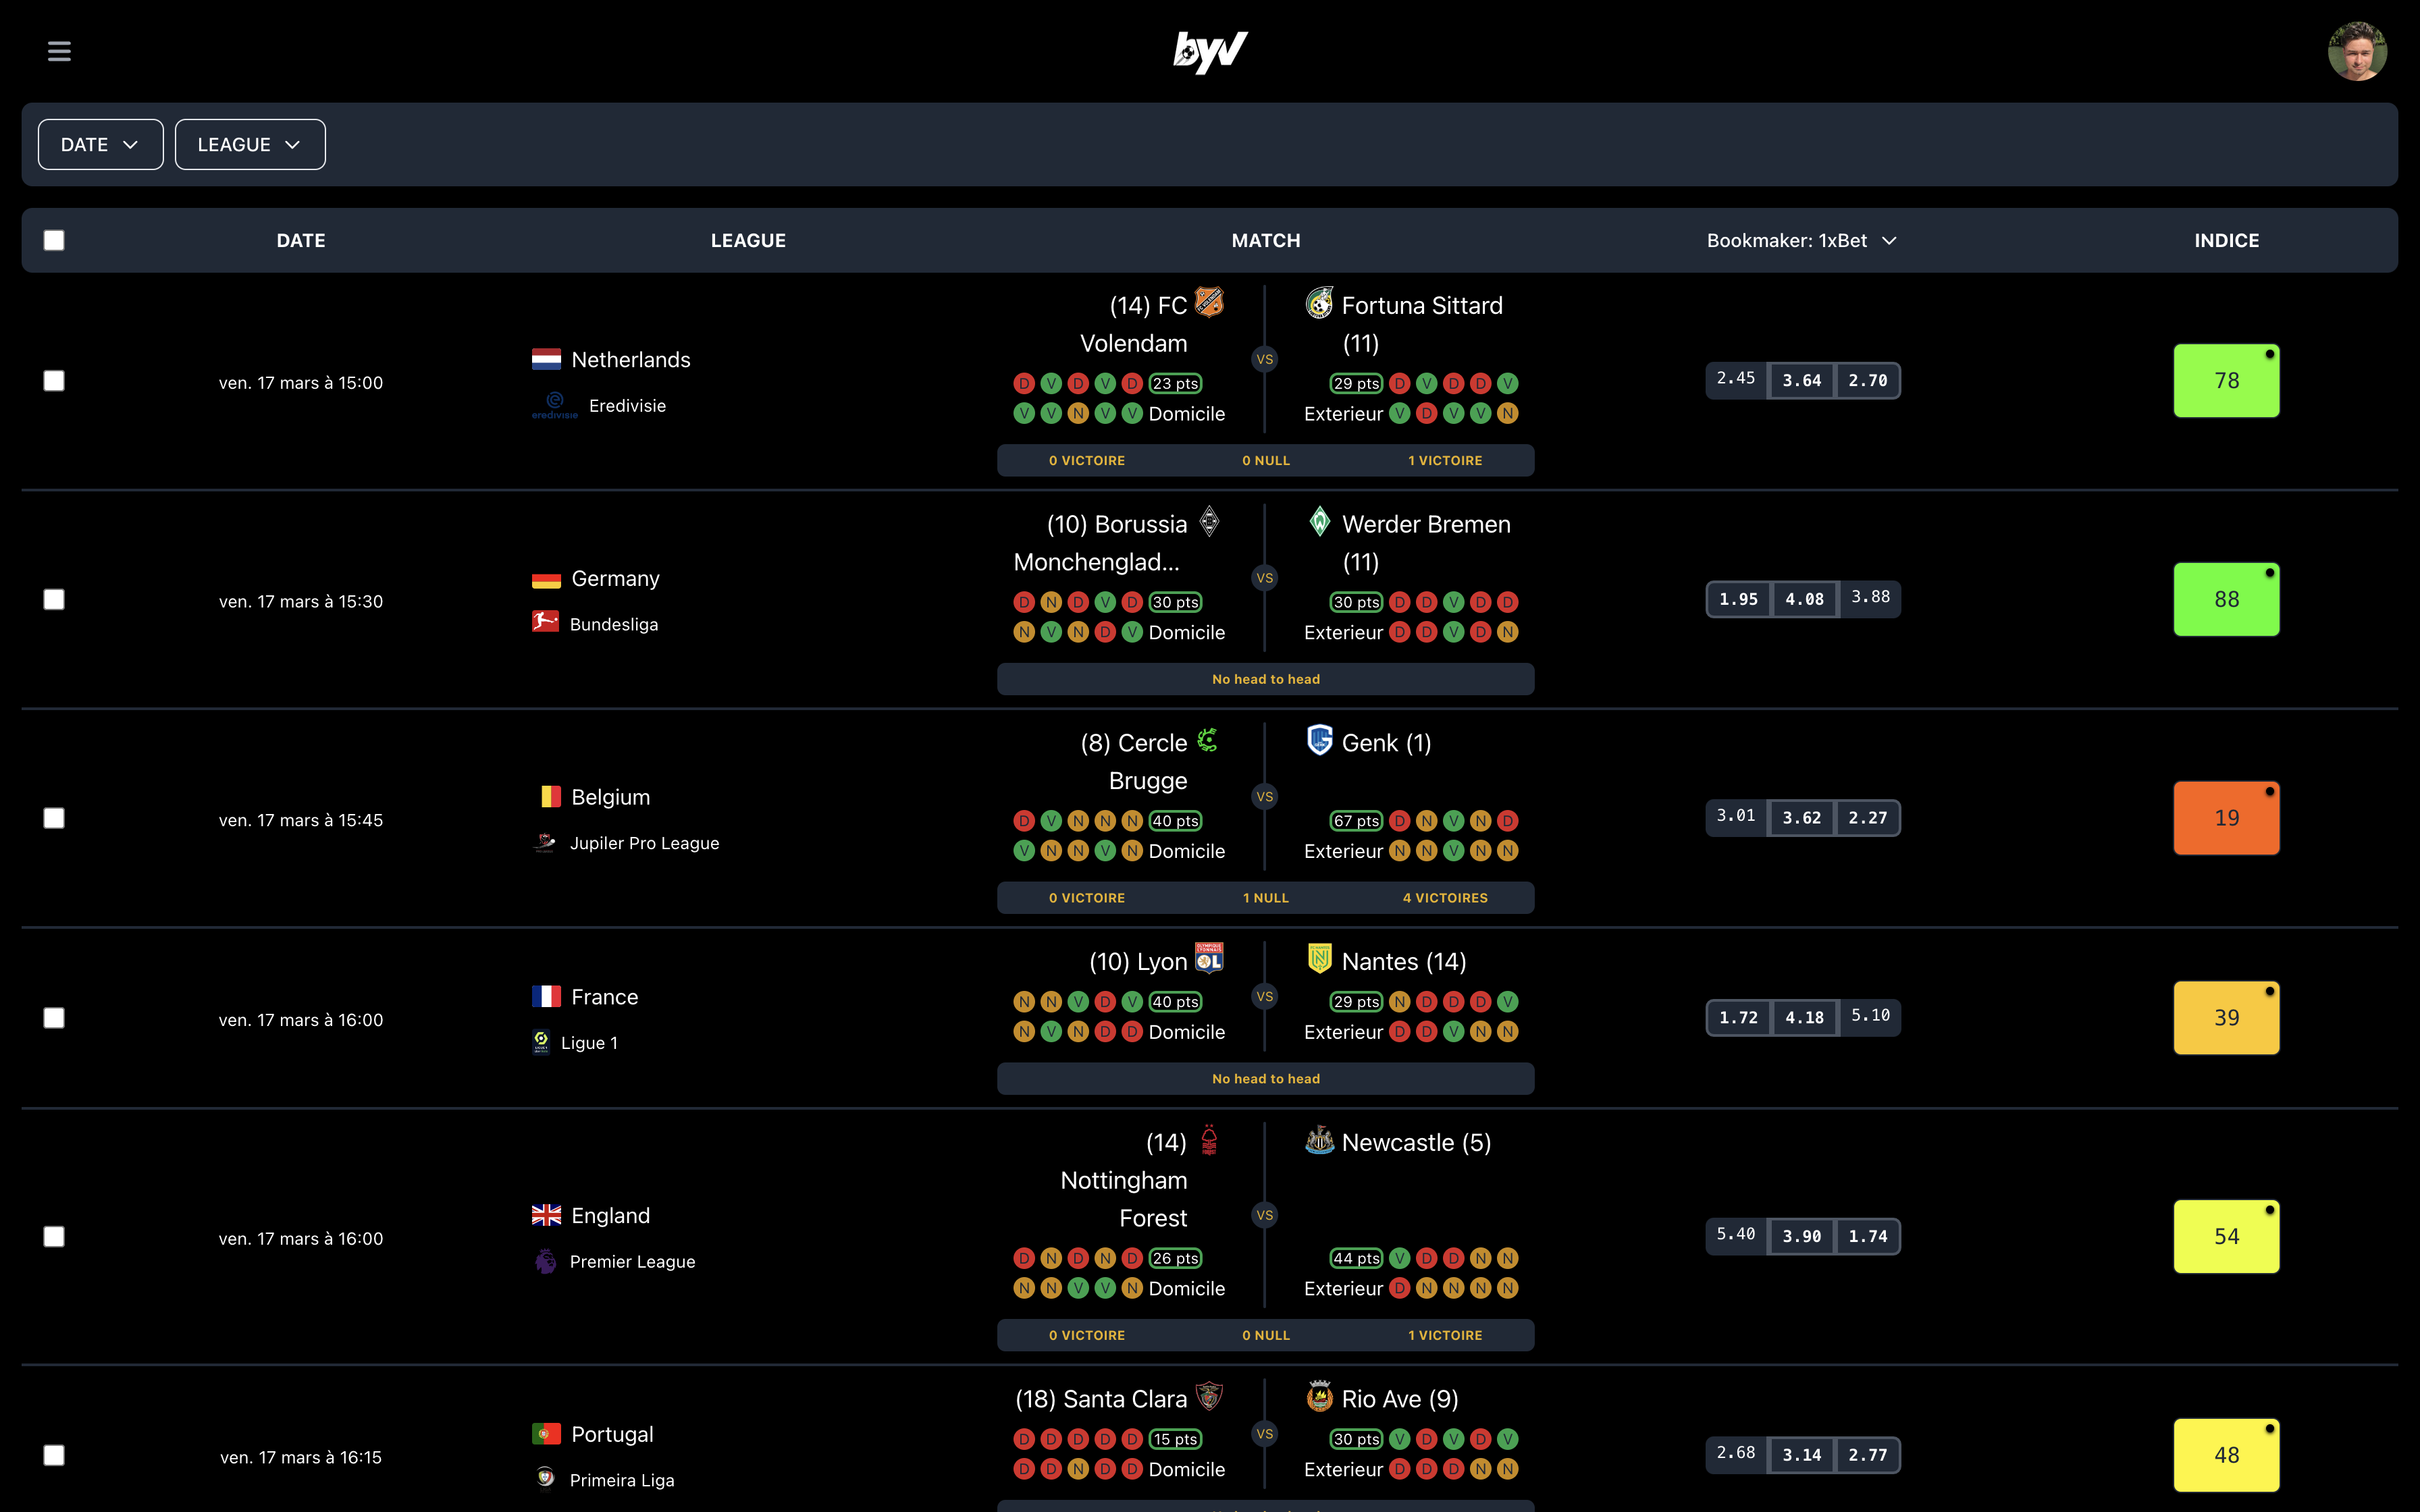 byv
DATE
LEAGUE
DATE LEAGUE MATCH Bookmaker: 1xBet INDICE
ven. 17 mars à 15:00
Netherlands
eredivisie Eredivisie
(14) FC
Volendam
D V D V D 23 pts
V V N V V Domicile
VS
Fortuna Sittard
(11)
29 pts D V D D V
Exterieur V D V V N
0 VICTOIRE 0 NULL 1 VICTOIRE
2.45 3.64 2.70
78
ven. 17 mars à 15:30
Germany
Bundesliga
(10) Borussia
Monchenglad...
D N D V D 30 pts
N V N D V Domicile
VS
Werder Bremen
(11)
30 pts D D V D D
Exterieur D D V D N
No head to head
1.95 4.08 3.88
88
ven. 17 mars à 15:45
Belgium
Jupiler Pro League
(8) Cercle
Brugge
D V N N N 40 pts
V N N V N Domicile
VS
Genk (1)
67 pts D N V N D
Exterieur N N V N N
0 VICTOIRE 1 NULL 4 VICTOIRES
3.01 3.62 2.27
19
ven. 17 mars à 16:00
France
Ligue 1
(10) Lyon
N N V D V 40 pts
N V N D D Domicile
VS
Nantes (14)
29 pts N D D D V
Exterieur D D V N N
No head to head
1.72 4.18 5.10
39
ven. 17 mars à 16:00
England
Premier League
(14)
Nottingham
Forest
D N D N D 26 pts
N N V V N Domicile
VS
Newcastle (5)
44 pts V D D N N
Exterieur D N N N N
0 VICTOIRE 0 NULL 1 VICTOIRE
5.40 3.90 1.74
54
ven. 17 mars à 16:15
Portugal
Primeira Liga
(18) Santa Clara
D D D D D 15 pts
D D N D D Domicile
VS
Rio Ave (9)
30 pts V D V D V
Exterieur D D D N N
2.68 3.14 2.77
48